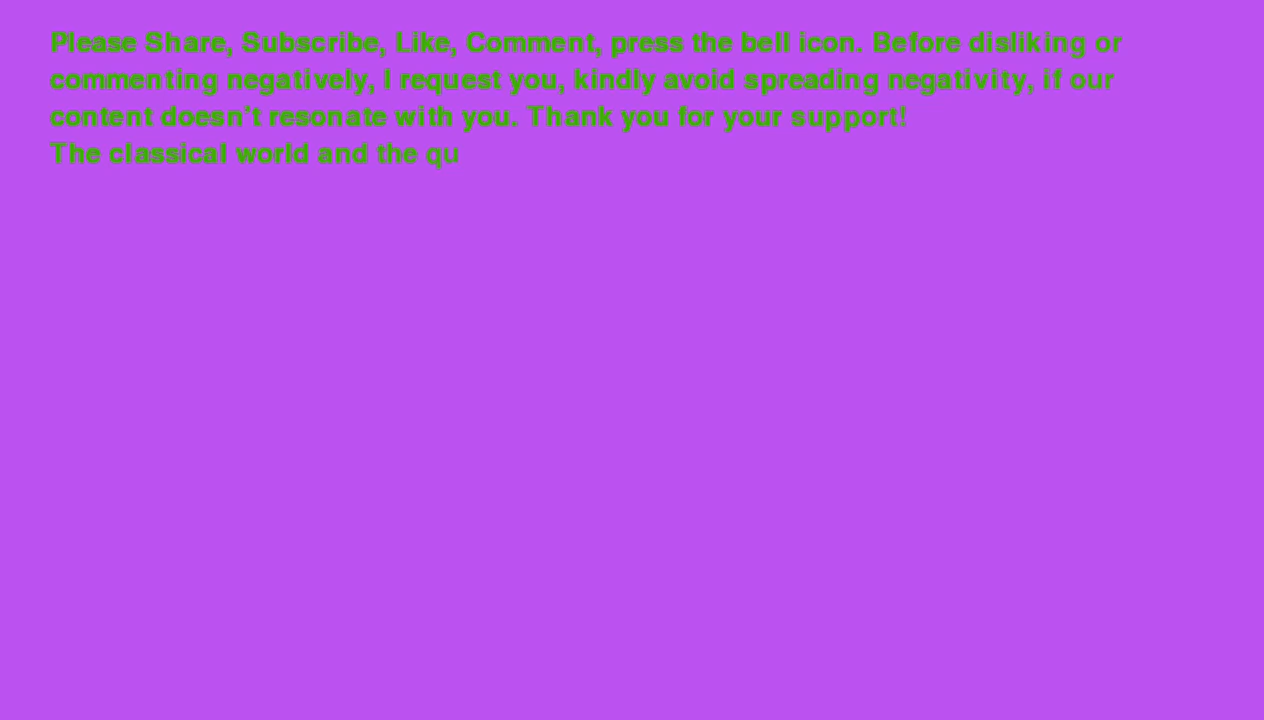 Please Share, Subscribe, Like, Comment, press the bell icon. Before disliking or
commenting negatively, I request you, kindly avoid spreading negativity, if our
content doesn't resonate with you. Thank you for your support!
The classical world and the qu